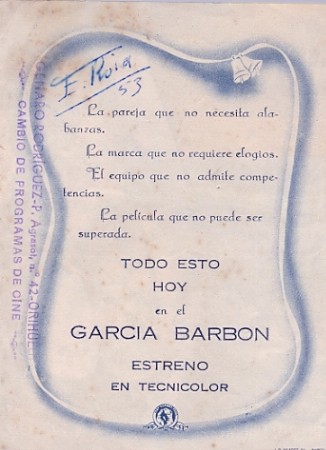 E. Roia
53
La pareja que no necesita ala-
banzas.
La marca que no requiere elogios.
El equipo que no admite compe-
tencias.
La película que no puede ser
superada.
TODO ESTO
HOY
en el
GARCIA BARBON
ESTRENO
EN TECNICOLOR
GENARO RODRIGUEZ-P. Agresot, nº 42-ORIHUELA
CAMBIO DE PROGRAMAS DE CINE